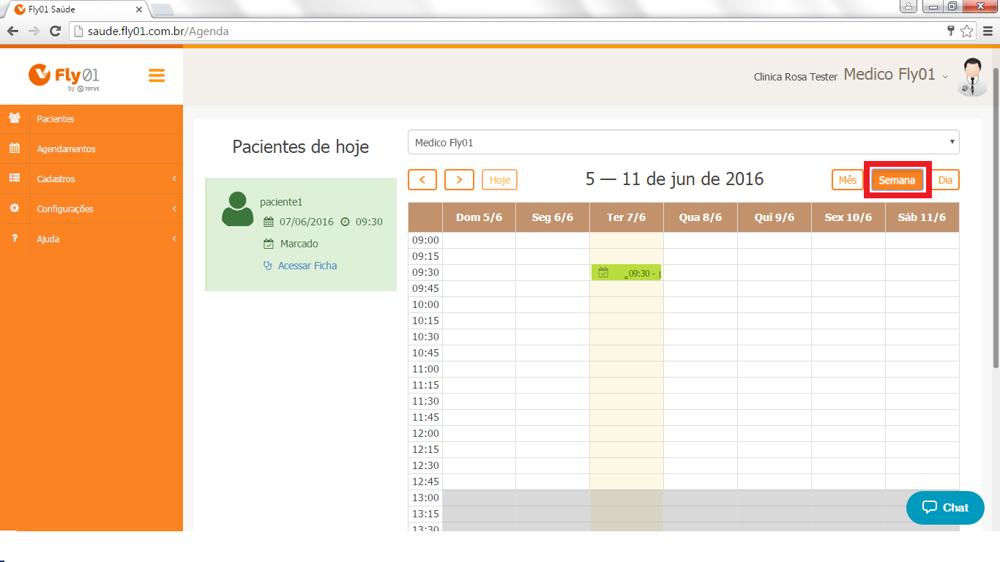 Fly01 Saúde
saude.fly01.com.br/Agenda
Fly01
by TOTVS
Clinica Rosa Tester Medico Fly01
Pacientes
Agendamentos
Cadastros
Configurações
Ajuda
Pacientes de hoje
paciente1
07/06/2016 09:30
Marcado
Acessar Ficha
Medico Fly01
Hoje
5 — 11 de jun de 2016
Mês Semana Dia
Dom 5/6 Seg 6/6 Ter 7/6 Qua 8/6 Qui 9/6 Sex 10/6 Sáb 11/6
09:00
09:15
09:30 09:30 -
09:45
10:00
10:15
10:30
10:45
11:00
11:15
11:30
11:45
12:00
12:15
12:30
12:45
13:00
13:15
13:30
Chat